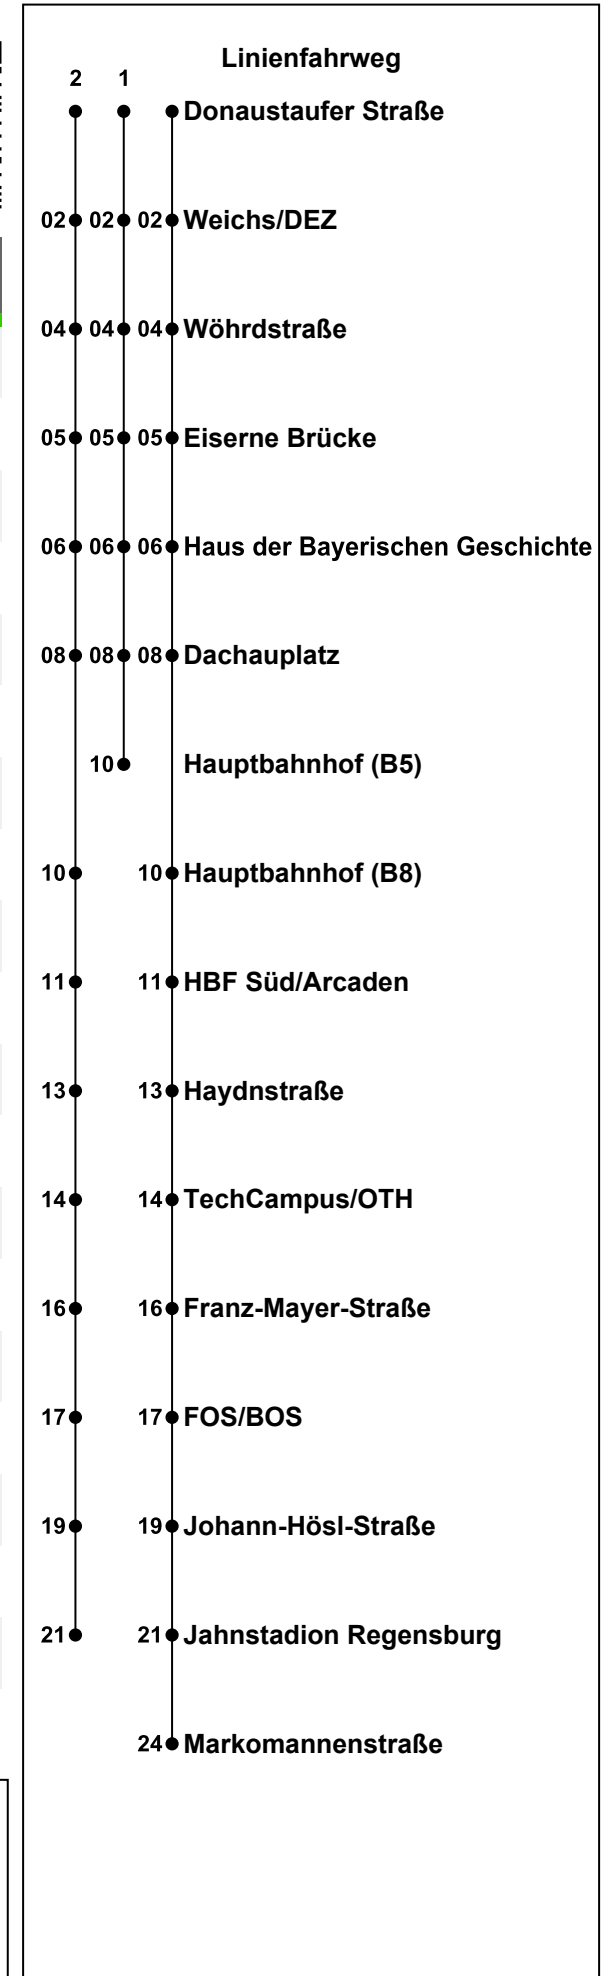 Linienfahrweg
2 1
Donaustaufer Straße
02 02 02 Weichs/DEZ
04 04 04 Wöhrdstraße
05 05 05 Eiserne Brücke
06 06 06 Haus der Bayerischen Geschichte
08 08 08 Dachauplatz
10 Hauptbahnhof (B5)
10 10 Hauptbahnhof (B8)
11 11 HBF Süd/Arcaden
13 13 Haydnstraße
14 14 TechCampus/OTH
16 16 Franz-Mayer-Straße
17 17 FOS/BOS
19 19 Johann-Hösl-Straße
21 21 Jahnstadion Regensburg
24 Markomannenstraße